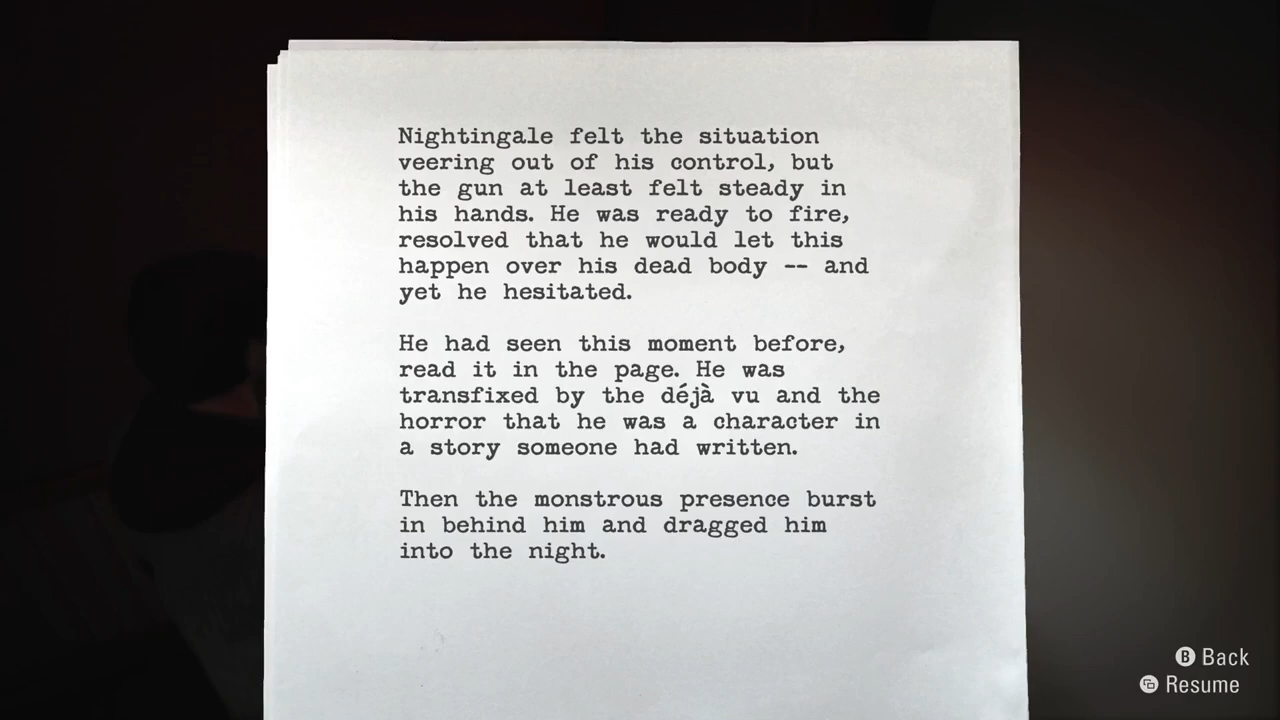 Nightingale felt the situation
veering out of his control, but
the gun at least felt steady in
his hands. He was ready to fire,
resolved that he would let this
happen over his dead body -- and
yet he hesitated.
He had seen this moment before,
read it in the page. He was
transfixed by the déjà vu and the
horror that he was a character in
a story someone had written.
Then the monstrous presence burst
in behind him and dragged him
into the night.
B Back
Resume